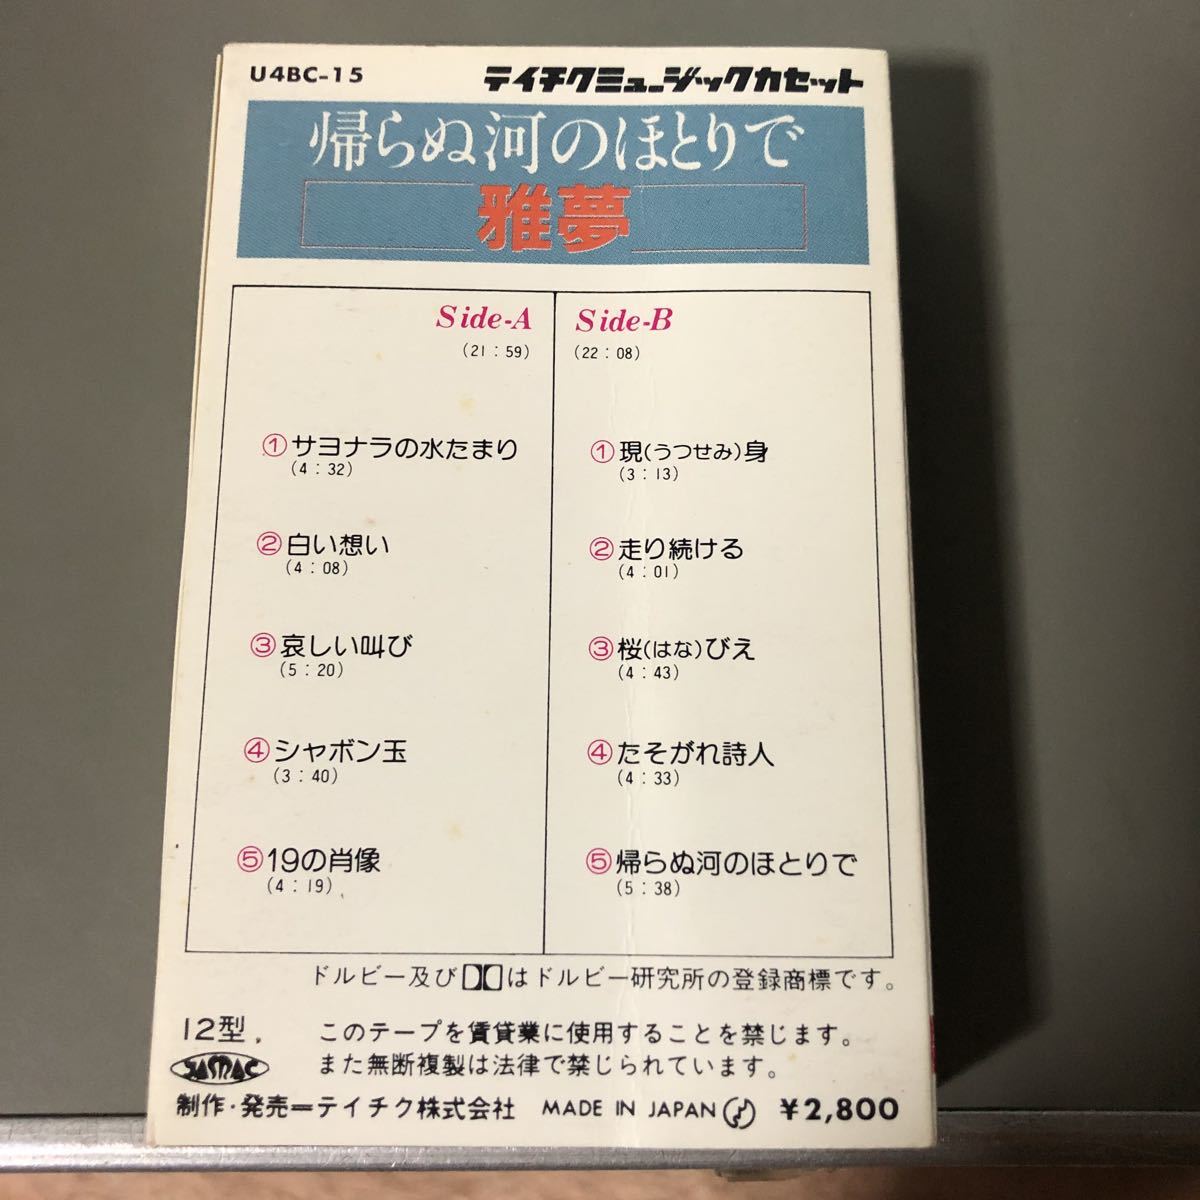 U4BC-15 テイチクミュージックカセット
帰らぬ河のほとりで
雅夢
Side-A
(21:59)
①サヨナラの水たまり
(4:32)
②白い想い
(4:08)
③哀しい叫び
(5:20)
④シャボン玉
(3:40)
⑤19の肖像
(4:19)
Side-B
(22:08)
①現(うつせみ)身
(3:13)
②走り続ける
(4:01)
③桜(はな)びえ
(4:43)
④たそがれ詩人
(4:33)
⑤帰らぬ河のほとりで
(5:38)
ドルビー及びはドルビー研究所の登録商標です。
12型. このテープを賃貸業に使用することを禁じます。
JASRAC また無断複製は法律で禁じられています。
制作・発売=テイチク株式会社 MADE IN JAPAN ¥2,800